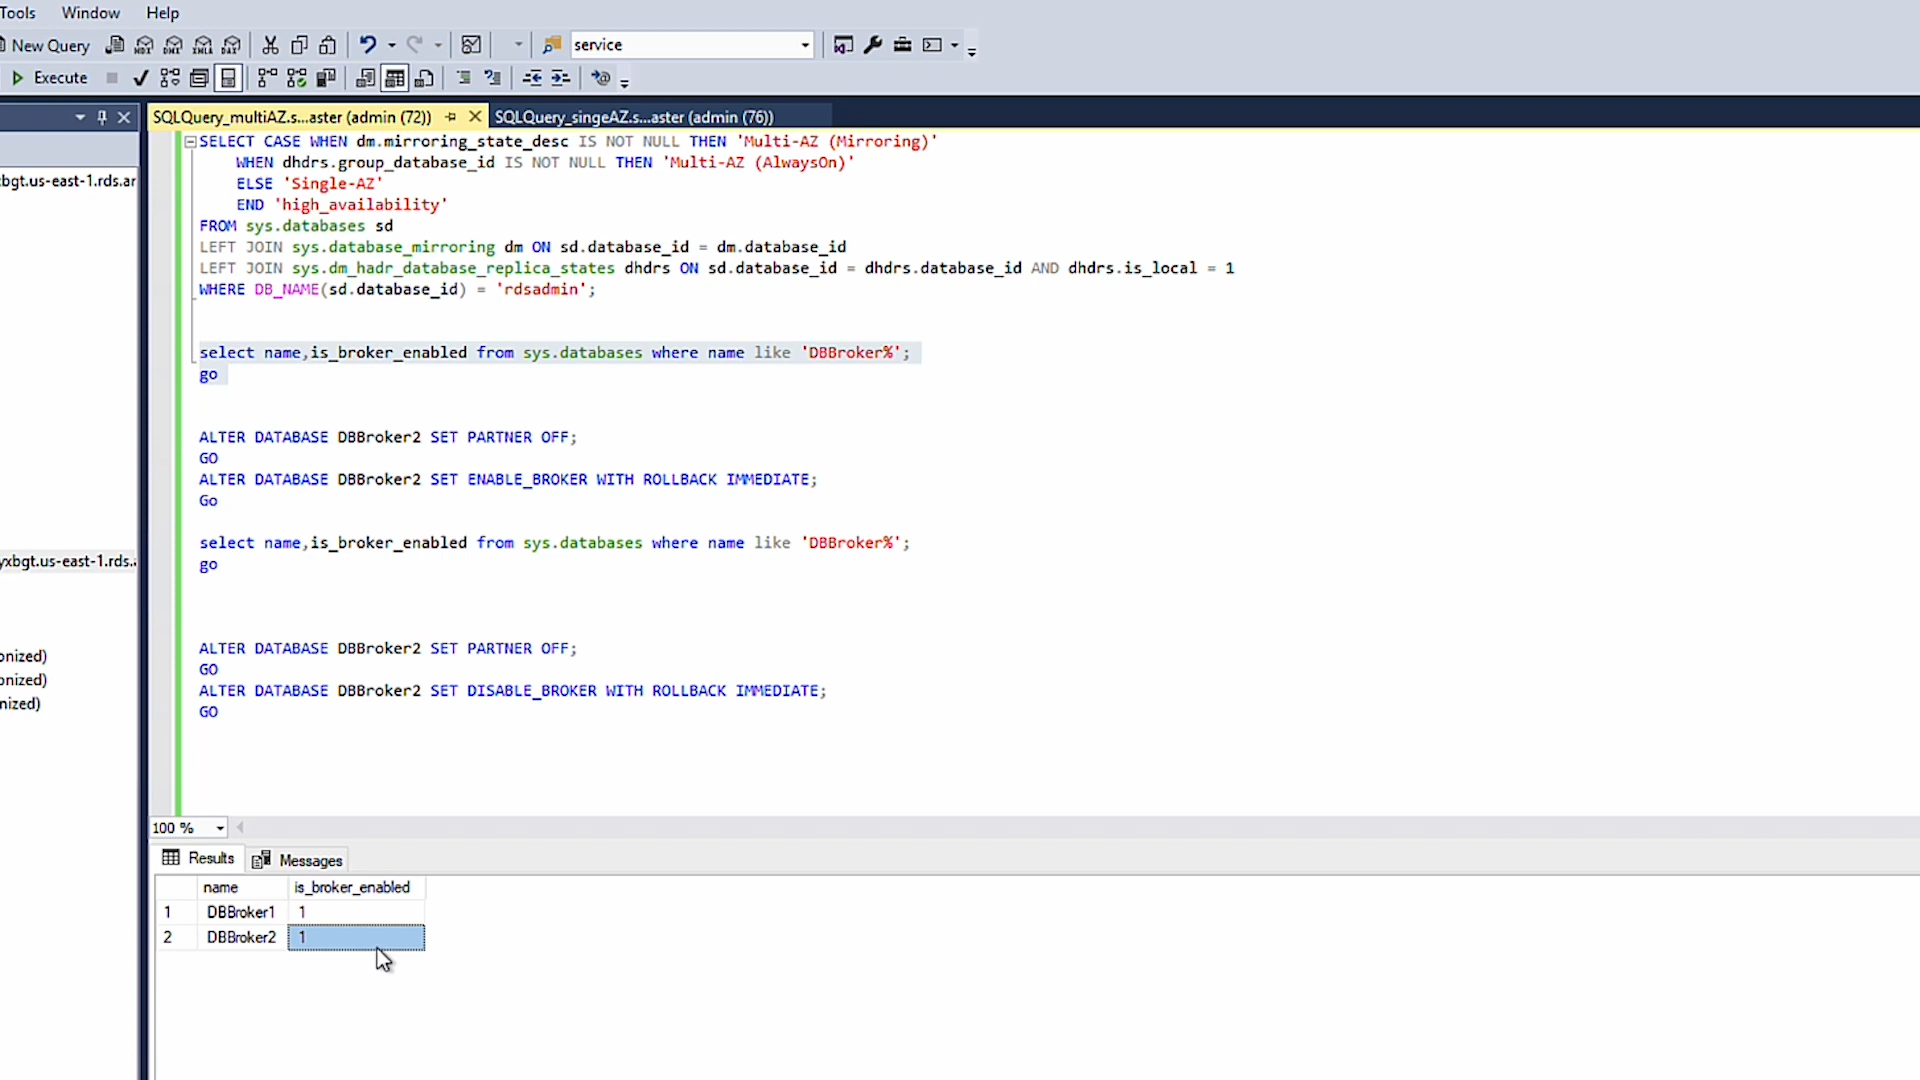 Tools Window Help
New Query MDX DMX XMLA DAX service
Execute
SQLQuery_multiAZ.s...aster (admin (72)) SQLQuery_singeAZ.s...aster (admin (76))
SELECT CASE WHEN dm.mirroring_state_desc IS NOT NULL THEN 'Multi-AZ (Mirroring)'
WHEN dhdrs.group_database_id IS NOT NULL THEN 'Multi-AZ (AlwaysOn)'
bgt.us-east-1.rds.ar
ELSE 'Single-AZ'
END 'high_availability'
FROM sys.databases sd
LEFT JOIN sys.database_mirroring dm ON sd.database_id = dm.database_id
LEFT JOIN sys.dm_hadr_database_replica_states dhdrs ON sd.database_id = dhdrs.database_id AND dhdrs.is_local = 1
WHERE DB_NAME(sd.database_id) = 'rdsadmin';
select name,is_broker_enabled from sys.databases where name like 'DBBroker%';
go
ALTER DATABASE DBBroker2 SET PARTNER OFF;
GO
ALTER DATABASE DBBroker2 SET ENABLE_BROKER WITH ROLLBACK IMMEDIATE;
Go
select name,is_broker_enabled from sys.databases where name like 'DBBroker%';
go
yxbgt.us-east-1.rds.
ALTER DATABASE DBBroker2 SET PARTNER OFF;
GO
ALTER DATABASE DBBroker2 SET DISABLE_BROKER WITH ROLLBACK IMMEDIATE;
GO
onized)
onized)
nized)
100 %
Results Messages
name is_broker_enabled
1 DBBroker1 1
2 DBBroker2 1